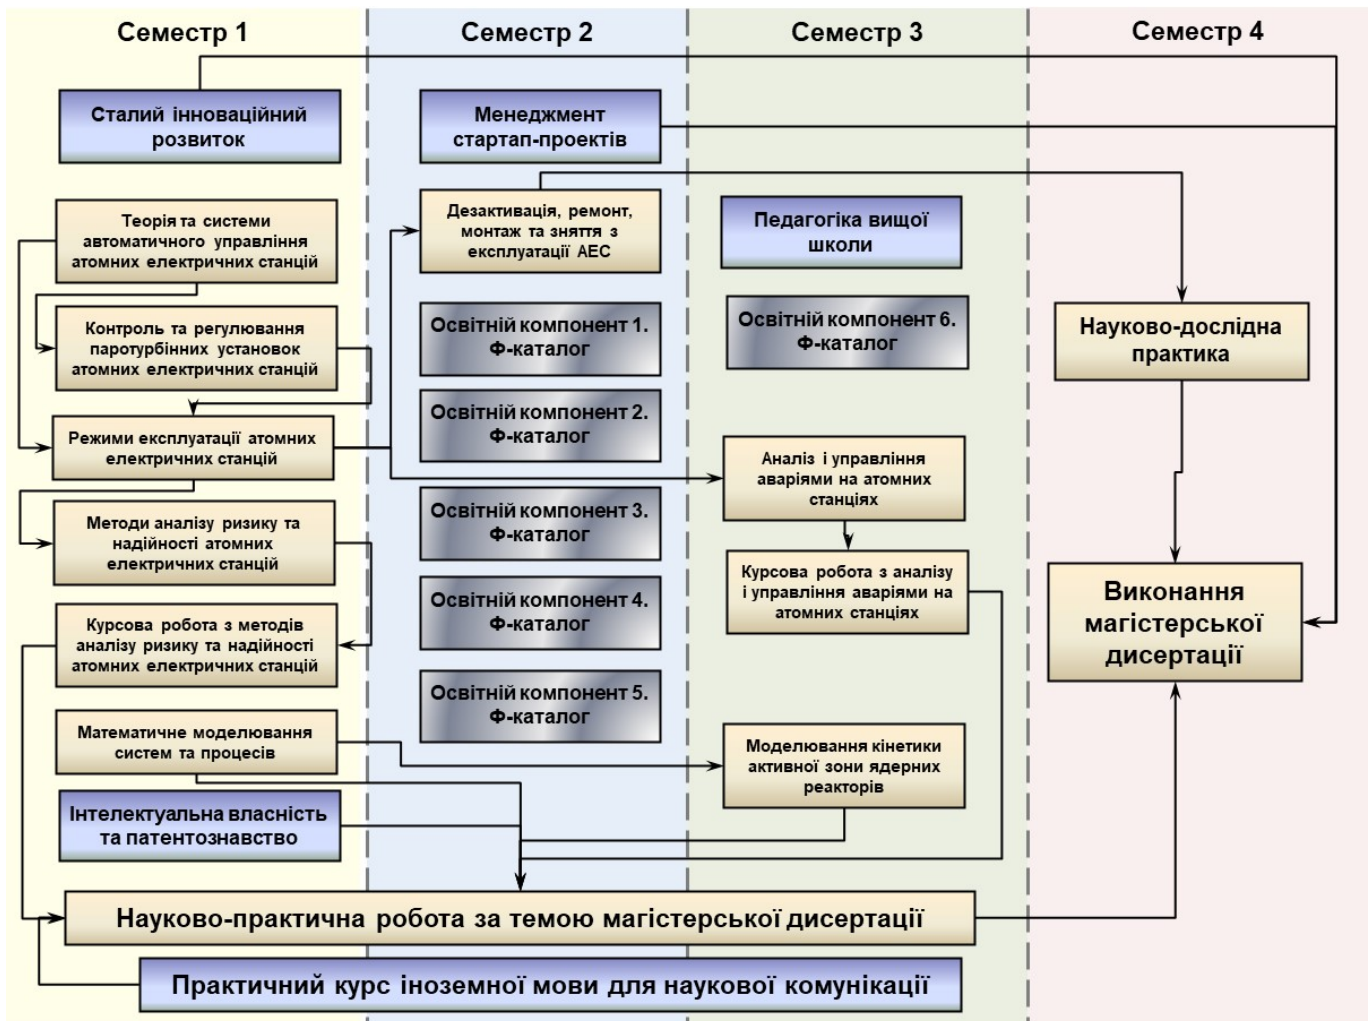 Семестр 1
Семестр 2
Семестр 3
Семестр 4
Сталий інноваційний
розвиток
Теорія та системи
автоматичного управління
атомних електричних станцій
Контроль та регулювання
паротурбінних установок
атомних електричних станцій
Режими експлуатації атомних
електричних станцій
Методи аналізу ризику та
надійності атомних
електричних станцій
Курсова робота з методів
аналізу ризику та надійності
атомних електричних станцій
Математичне моделювання
систем та процесів
Інтелектуальна власність
та патентознавство
Менеджмент
стартап-проектів
Дезактивація, ремонт,
монтаж та зняття з
експлуатації АЕС
Освітній компонент 1.
Ф-каталог
Освітній компонент 2.
Ф-каталог
Освітній компонент 3.
Ф-каталог
Освітній компонент 4.
Ф-каталог
Освітній компонент 5.
Ф-каталог
Педагогіка вищої
школи
Освітній компонент 6.
Ф-каталог
Аналіз і управління
аваріями на атомних
станціях
Курсова робота з аналізу
і управління аваріями на
атомних станціях
Моделювання кінетики
активної зони ядерних
реакторів
Науково-дослідна
практика
Виконання
магістерської
дисертації
Науково-практична робота за темою магістерської дисертації
Практичний курс іноземної мови для наукової комунікації